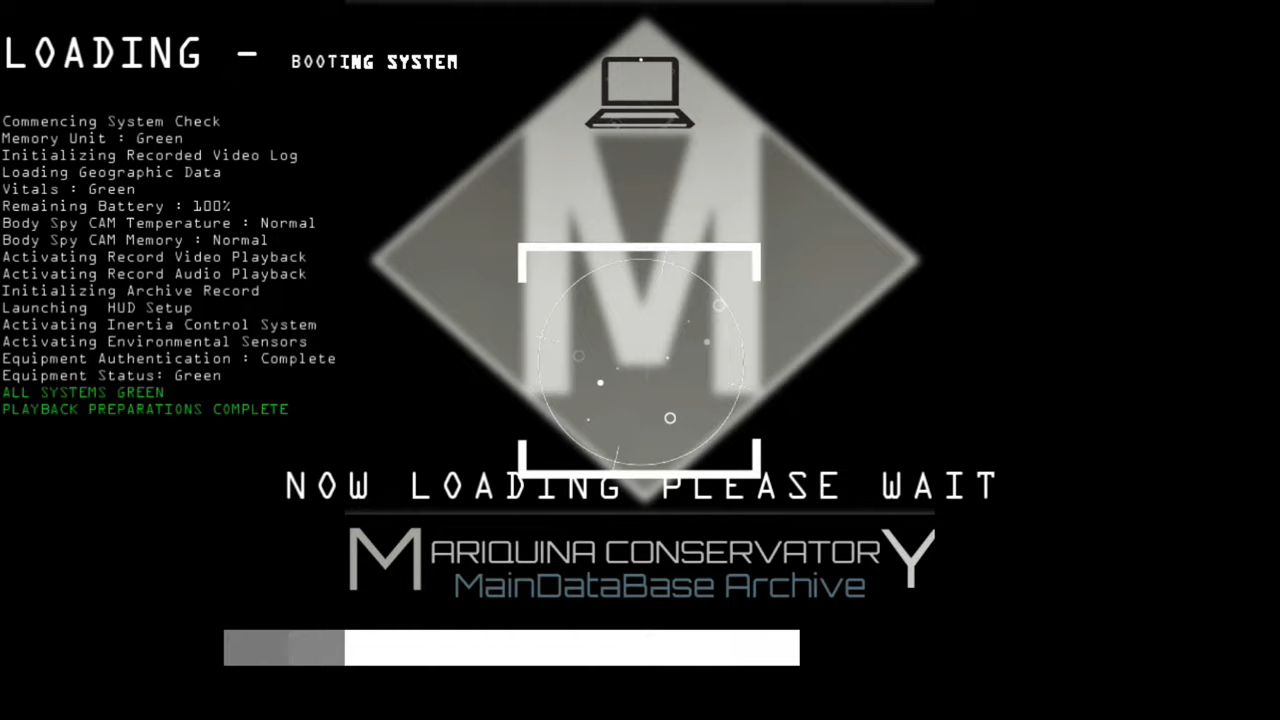 LOADING - BOOTING SYSTEM
Commencing System Check
Memory Unit : Green
Initializing Recorded Video Log
Loading Geographic Data
Vitals : Green
Remaining Battery : 100%
Body Spy CAM Temperature : Normal
Body Spy CAM Memory : Normal
Activating Record Video Playback
Activating Record Audio Playback
Initializing Archive Record
Launching HUD Setup
Activating Inertia Control System
Activating Environmental Sensors
Equipment Authentication : Complete
Equipment Status: Green
ALL SYSTEMS GREEN
PLAYBACK PREPARATIONS COMPLETE
M
NOW LOADING PLEASE WAIT
MARIQUINA CONSERVATORY
MainDataBase Archive